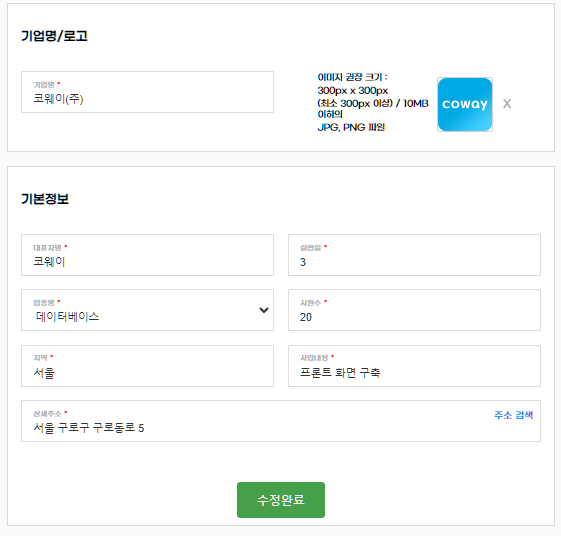 기업명/로고
기업명 *
코웨이(주)
이미지 권장 크기 :
300px x 300px
(최소 300px 이상) / 10MB
이하의
JPG, PNG 파일
coway
X
기본정보
대표자명 *
코웨이
설립일 *
3
업종명 *
데이터베이스
사원수 *
20
지역 *
서울
사업내용 *
프론트 화면 구축
상세주소 *
서울 구로구 구로동로 5
주소 검색
수정완료